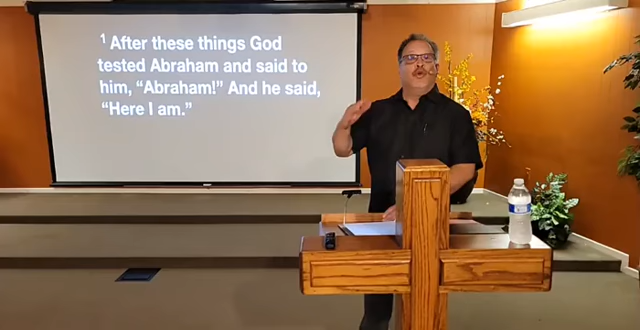 1 After these things God
tested Abraham and said to
him, “Abraham!” And he said,
“Here I am.”